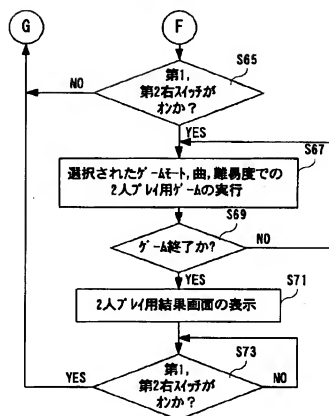 G
F
S65
第1,
第2右スイッチが
オンか?
NO
YES
S67
選択されたゲームモード,曲,難易度での
2人プレイ用ゲームの実行
S69
ゲーム終了か?
NO
YES
S71
2人プレイ用結果画面の表示
S73
第1,
第2右スイッチが
オンか?
YES
NO